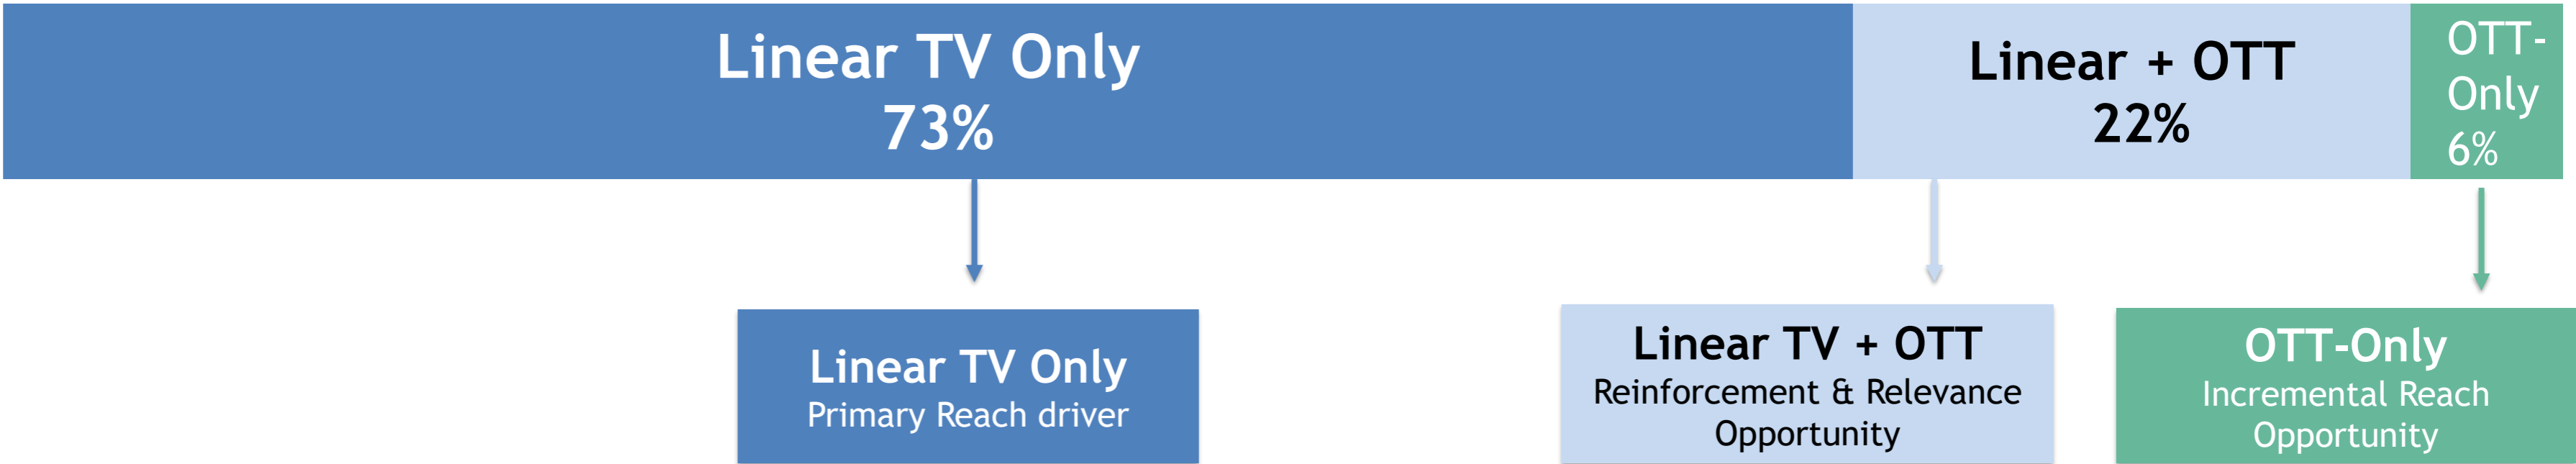 Linear TV Only
73%
Linear + OTT
22%
OTT-
Only
6%
Linear TV Only
Primary Reach driver
Linear TV + OTT
Reinforcement & Relevance
Opportunity
OTT-Only
Incremental Reach
Opportunity